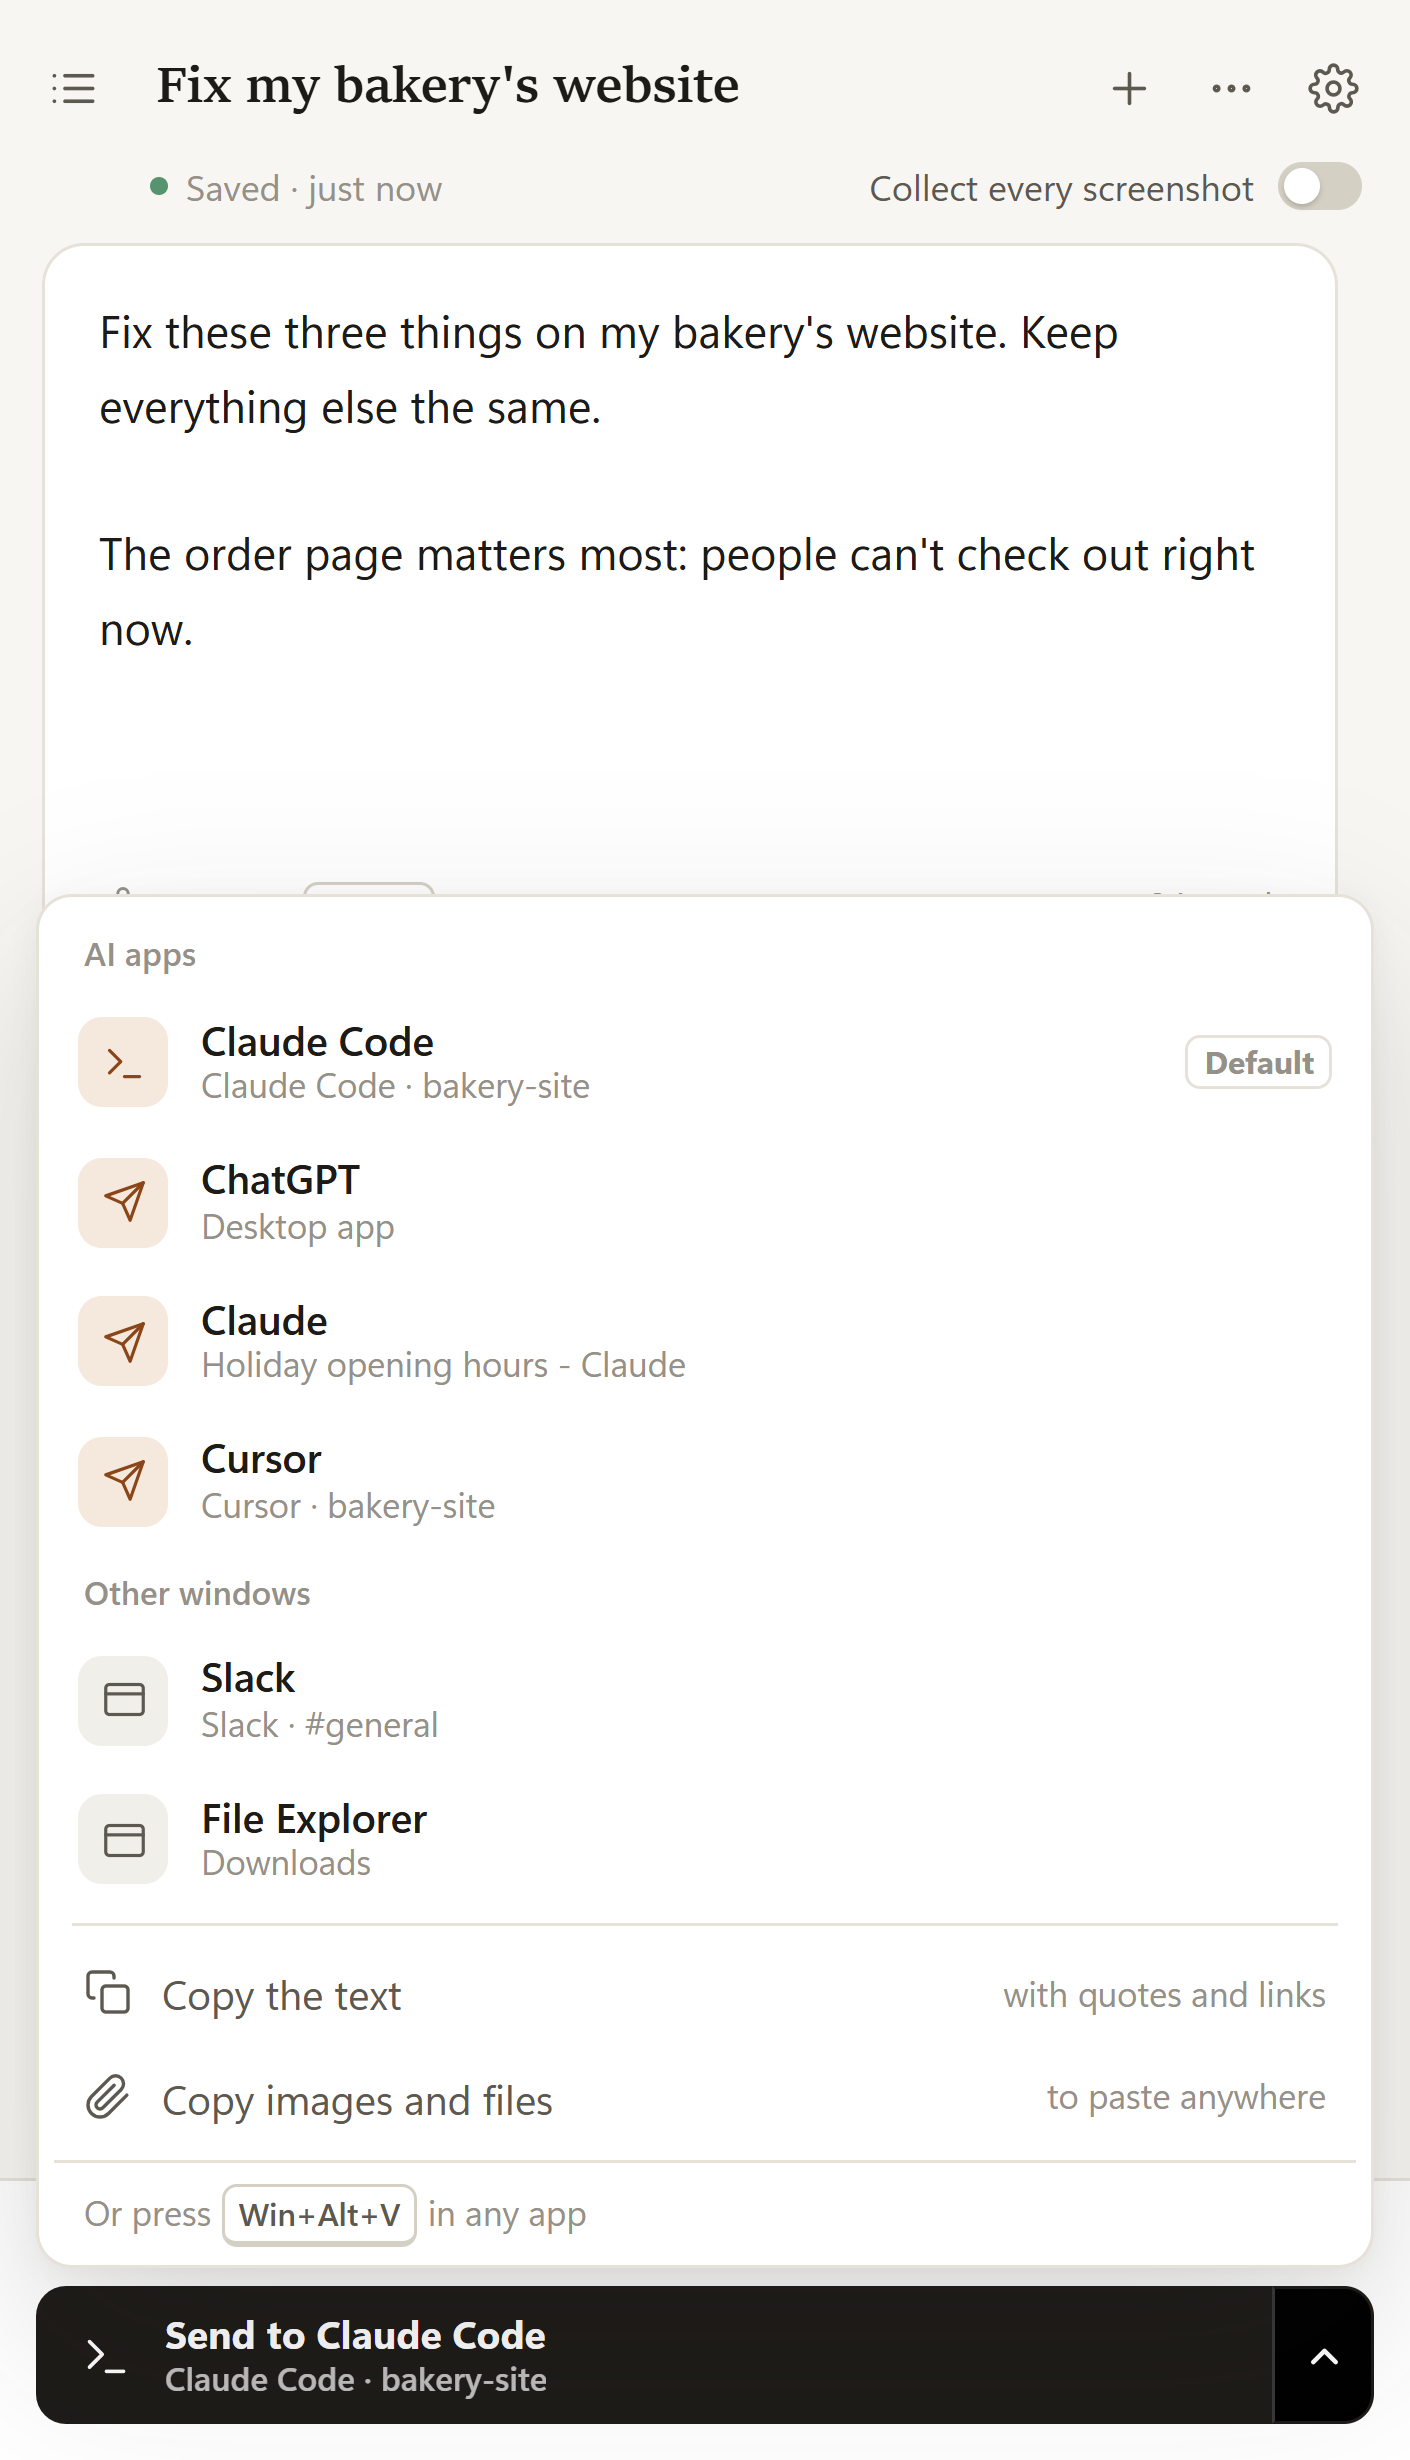 Fix my bakery's website
Saved · just now
Collect every screenshot
Fix these three things on my bakery's website. Keep
everything else the same.
The order page matters most: people can't check out right
now.
AI apps
Claude Code
Claude Code · bakery-site
Default
ChatGPT
Desktop app
Claude
Holiday opening hours - Claude
Cursor
Cursor · bakery-site
Other windows
Slack
Slack · #general
File Explorer
Downloads
Copy the text
with quotes and links
Copy images and files
to paste anywhere
Or press Win+Alt+V in any app
Send to Claude Code
Claude Code · bakery-site